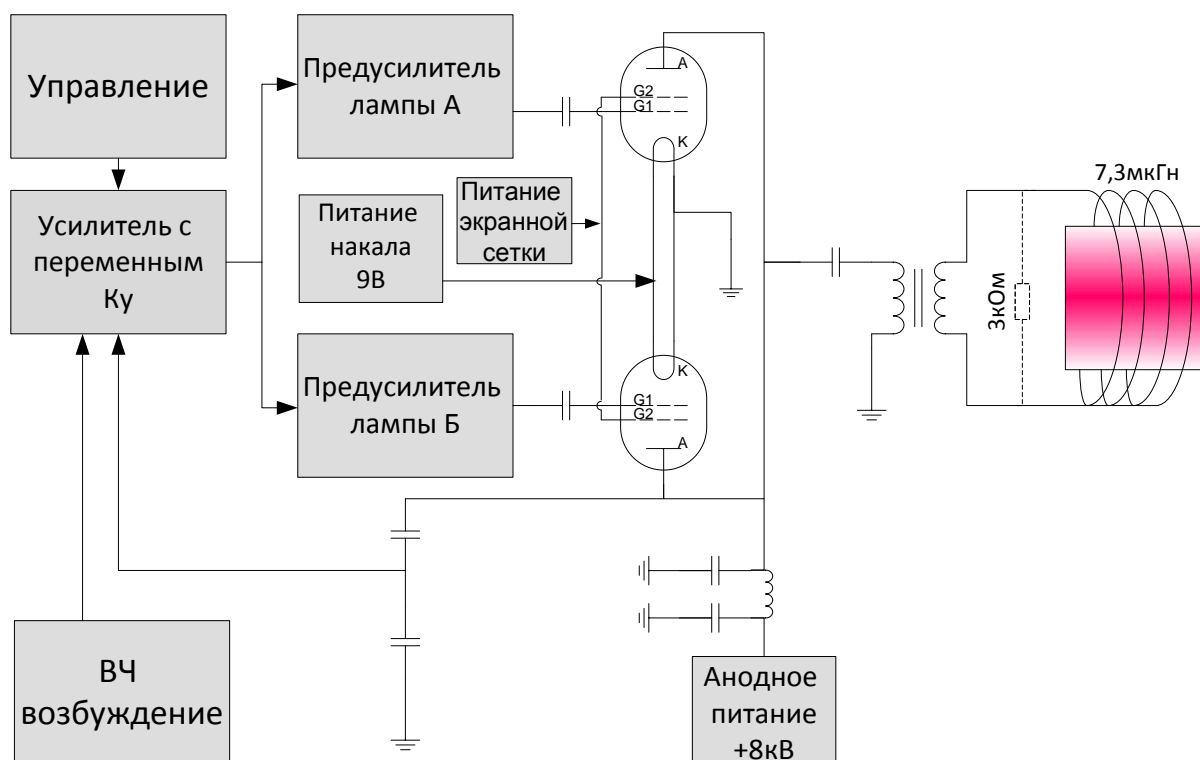 Управление
Усилитель с
переменным
Ку
ВЧ
возбуждение
Предусилитель
лампы А
Питание
накала
9В
Питание
экранной
сетки
Предусилитель
лампы Б
A
G2
G1
K
K
G1
G2
A
Анодное
питание
+8кВ
3кОм
7,3мкГн